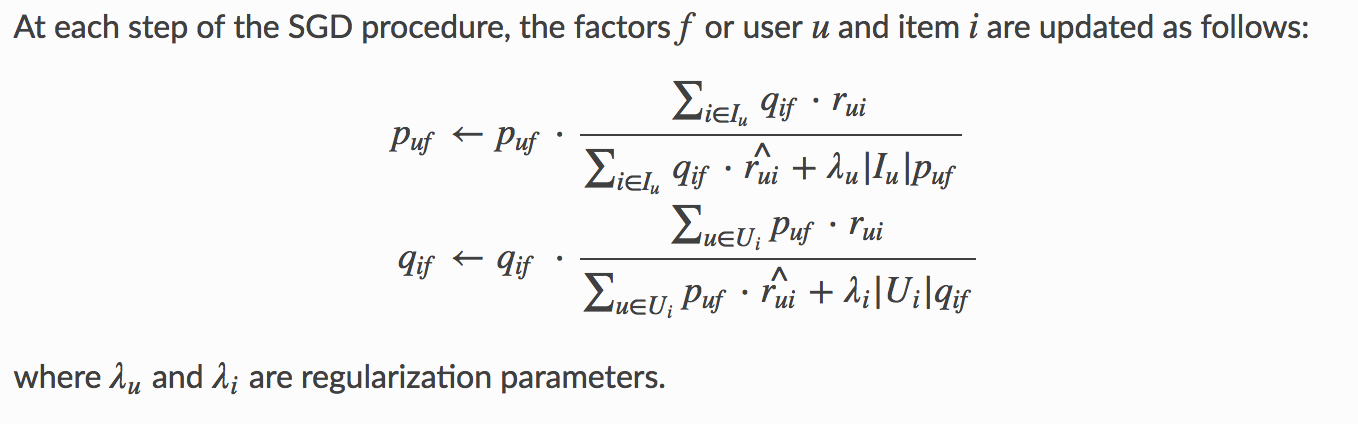 At each step of the SGD procedure, the factors f or user u and item i are updated as follows:
$p_{uf} \leftarrow p_{uf} \cdot \frac{\sum_{i \in I_u} q_{if} \cdot r_{ui}}{\sum_{i \in I_u} q_{if} \cdot \hat{r_{ui}} + \lambda_u |I_u| p_{uf}}$
$q_{if} \leftarrow q_{if} \cdot \frac{\sum_{u \in U_i} p_{uf} \cdot r_{ui}}{\sum_{u \in U_i} p_{uf} \cdot \hat{r_{ui}} + \lambda_i |U_i| q_{if}}$
where λ_u and λ_i are regularization parameters.